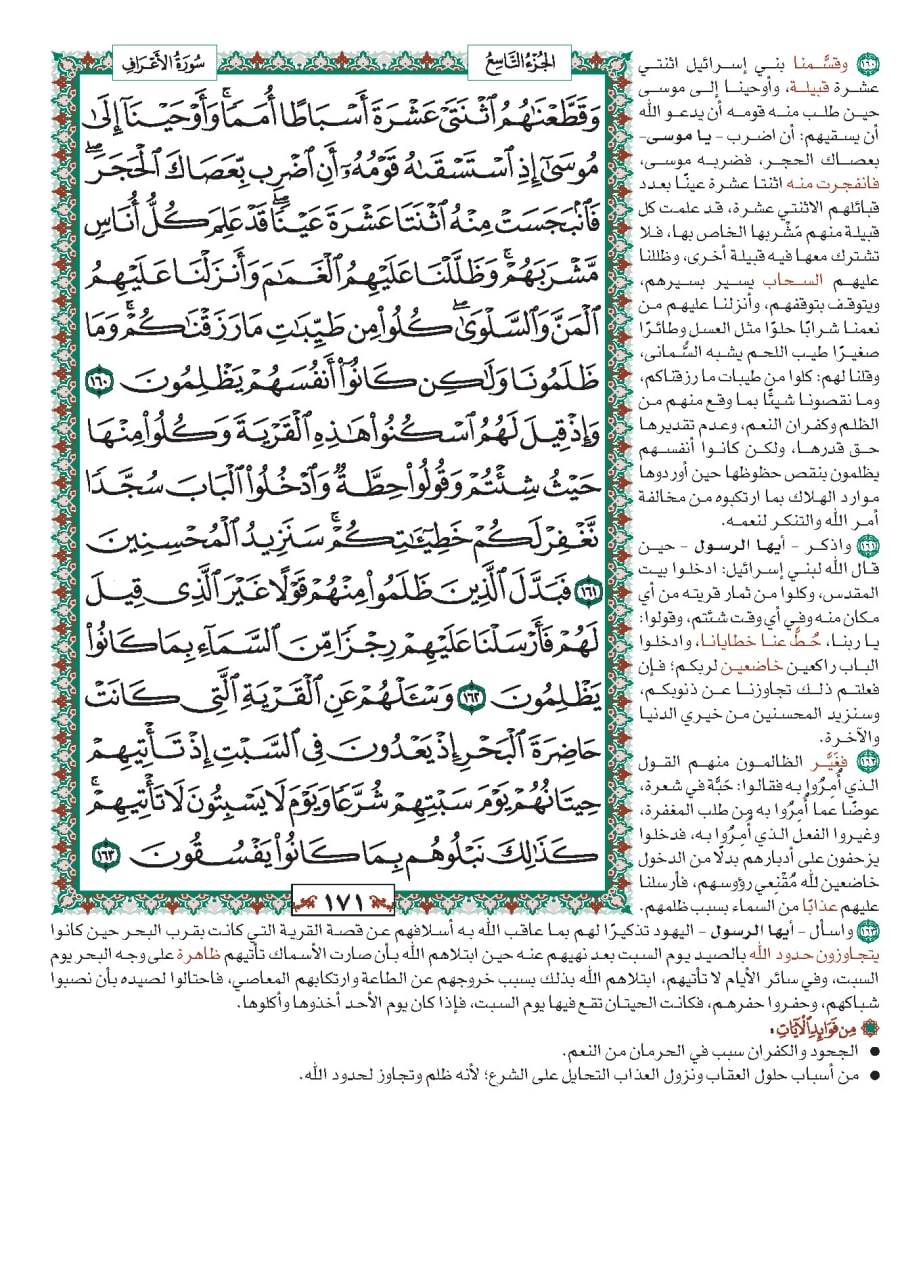 سُورَةُ الأَعۡرَافِ
الجُزۡءُ التَّاسِعُ
وَقَطَّعۡنَٰهُمُ ٱثۡنَتَيۡ عَشۡرَةَ أَسۡبَاطًا أُمَمٗاۚ وَأَوۡحَيۡنَآ إِلَىٰ
مُوسَىٰٓ إِذِ ٱسۡتَسۡقَىٰهُ قَوۡمُهُۥٓ أَنِ ٱضۡرِب بِّعَصَاكَ ٱلۡحَجَرَۖ
فَٱنۢبَجَسَتۡ مِنۡهُ ٱثۡنَتَا عَشۡرَةَ عَيۡنٗاۖ قَدۡ عَلِمَ كُلُّ أُنَاسٖ
مَّشۡرَبَهُمۡۚ وَظَلَّلۡنَا عَلَيۡهِمُ ٱلۡغَمَٰمَ وَأَنزَلۡنَا عَلَيۡهِمُ
ٱلۡمَنَّ وَٱلسَّلۡوَىٰۖ كُلُواْ مِن طَيِّبَٰتِ مَا رَزَقۡنَٰكُمۡۚ وَمَا
ظَلَمُونَا وَلَٰكِن كَانُوٓاْ أَنفُسَهُمۡ يَظۡلِمُونَ ١٦٠
وَإِذۡ قِيلَ لَهُمُ ٱسۡكُنُواْ هَٰذِهِ ٱلۡقَرۡيَةَ وَكُلُواْ مِنۡهَا
حَيۡثُ شِئۡتُمۡ وَقُولُواْ حِطَّةٞ وَٱدۡخُلُواْ ٱلۡبَابَ سُجَّدٗا
نَّغۡفِرۡ لَكُمۡ خَطِيٓـَٰٔتِكُمۡۚ سَنَزِيدُ ٱلۡمُحۡسِنِينَ
١٦١ فَبَدَّلَ ٱلَّذِينَ ظَلَمُواْ مِنۡهُمۡ قَوۡلًا غَيۡرَ ٱلَّذِي قِيلَ
لَهُمۡ فَأَرۡسَلۡنَا عَلَيۡهِمۡ رِجۡزٗا مِّنَ ٱلسَّمَآءِ بِمَا كَانُواْ
يَظۡلِمُونَ ١٦٢ وَسۡـَٔلۡهُمۡ عَنِ ٱلۡقَرۡيَةِ ٱلَّتِي كَانَتۡ
حَاضِرَةَ ٱلۡبَحۡرِ إِذۡ يَعۡدُونَ فِي ٱلسَّبۡتِ إِذۡ تَأۡتِيهِمۡ
حِيتَانُهُمۡ يَوۡمَ سَبۡتِهِمۡ شُرَّعٗا وَيَوۡمَ لَا يَسۡبِتُونَ لَا تَأۡتِيهِمۡۚ
كَذَٰلِكَ نَبۡلُوهُم بِمَا كَانُواْ يَفۡسُقُونَ ١٦٣
١٧١
١٦٠ وقسَّمنا بني إسرائيل اثنتي
عشرة قبيلة، وأوحينا إلى موسى
حين طلب منه قومه أن يدعو الله
أن يسقيهم: أن اضرب - يا موسى-
بعصاك الحجر، فضربه موسى،
فانفجرت منه اثنتا عشرة عينًا بعدد
قبائلهم الاثنتي عشرة، قد علمت كل
قبيلة منهم مَشْربها الخاص بها، فلا
تشترك معها فيه قبيلة أخرى، وظللنا
عليهم السحاب يسير بسيرهم،
ويتوقف بتوقفهم، وأنزلنا عليهم من
نعمنا شرابًا حلوًا مثل العسل وطائرًا
صغيرًا طيب اللحم يشبه السُّمانى،
وقلنا لهم: كلوا من طيبات ما رزقناكم،
وما نقصونا شيئًا بما وقع منهم من
الظلم وكفران النعم، وعدم تقديرها
حق قدرها، ولكن كانوا أنفسهم
يظلمون بنقص حظوظها حين أوردوها
موارد الهلاك بما ارتكبوه من مخالفة
أمر الله والتنكر لنعمه.
١٦١ واذكر - أيها الرسول - حين
قال الله لبني إسرائيل: ادخلوا بيت
المقدس، وكلوا من ثمار قريته من أي
مكان منه وفي أي وقت شئتم، وقولوا:
يا ربنا، حُطَّ عنا خطايانا، وادخلوا
الباب راكعين خاضعين لربكم؛ فإن
فعلتم ذلك تجاوزنا عن ذنوبكم،
وسنزيد المحسنين من خيري الدنيا
والآخرة.
١٦٢ فغَيَّر الظالمون منهم القول
الذي أُمِرُوا به فقالوا: حَبَّة في شعرة،
عوضًا عما أُمِرُوا به من طلب المغفرة،
وغيروا الفعل الذي أُمِرُوا به، فدخلوا
يزحفون على أدبارهم بدلًا من الدخول
خاضعين لله مُقْنِعي رؤوسهم، فأرسلنا
عليهم عذابًا من السماء بسبب ظلمهم.
١٦٣ واسأل - أيها الرسول - اليهود تذكيرًا لهم بما عاقب الله به أسلافهم عن قصة القرية التي كانت بقرب البحر حين كانوا
يتجاوزون حدود الله بالصيد يوم السبت بعد نهيهم عنه حين ابتلاهم الله بأن صارت الأسماك تأتيهم ظاهرة على وجه البحر يوم
السبت، وفي سائر الأيام لا تأتيهم، ابتلاهم الله بذلك بسبب خروجهم عن الطاعة وارتكابهم المعاصي، فاحتالوا لصيده بأن نصبوا
شباكهم، وحفروا حفرهم، فكانت الحيتان تقع فيها يوم السبت، فإذا كان يوم الأحد أخذوها وأكلوها.
مِن فَوَائِدِ الآيَاتِ:
● الجحود والكفران سبب في الحرمان من النعم.
● من أسباب حلول العقاب ونزول العذاب التحايل على الشرع؛ لأنه ظلم وتجاوز لحدود الله.